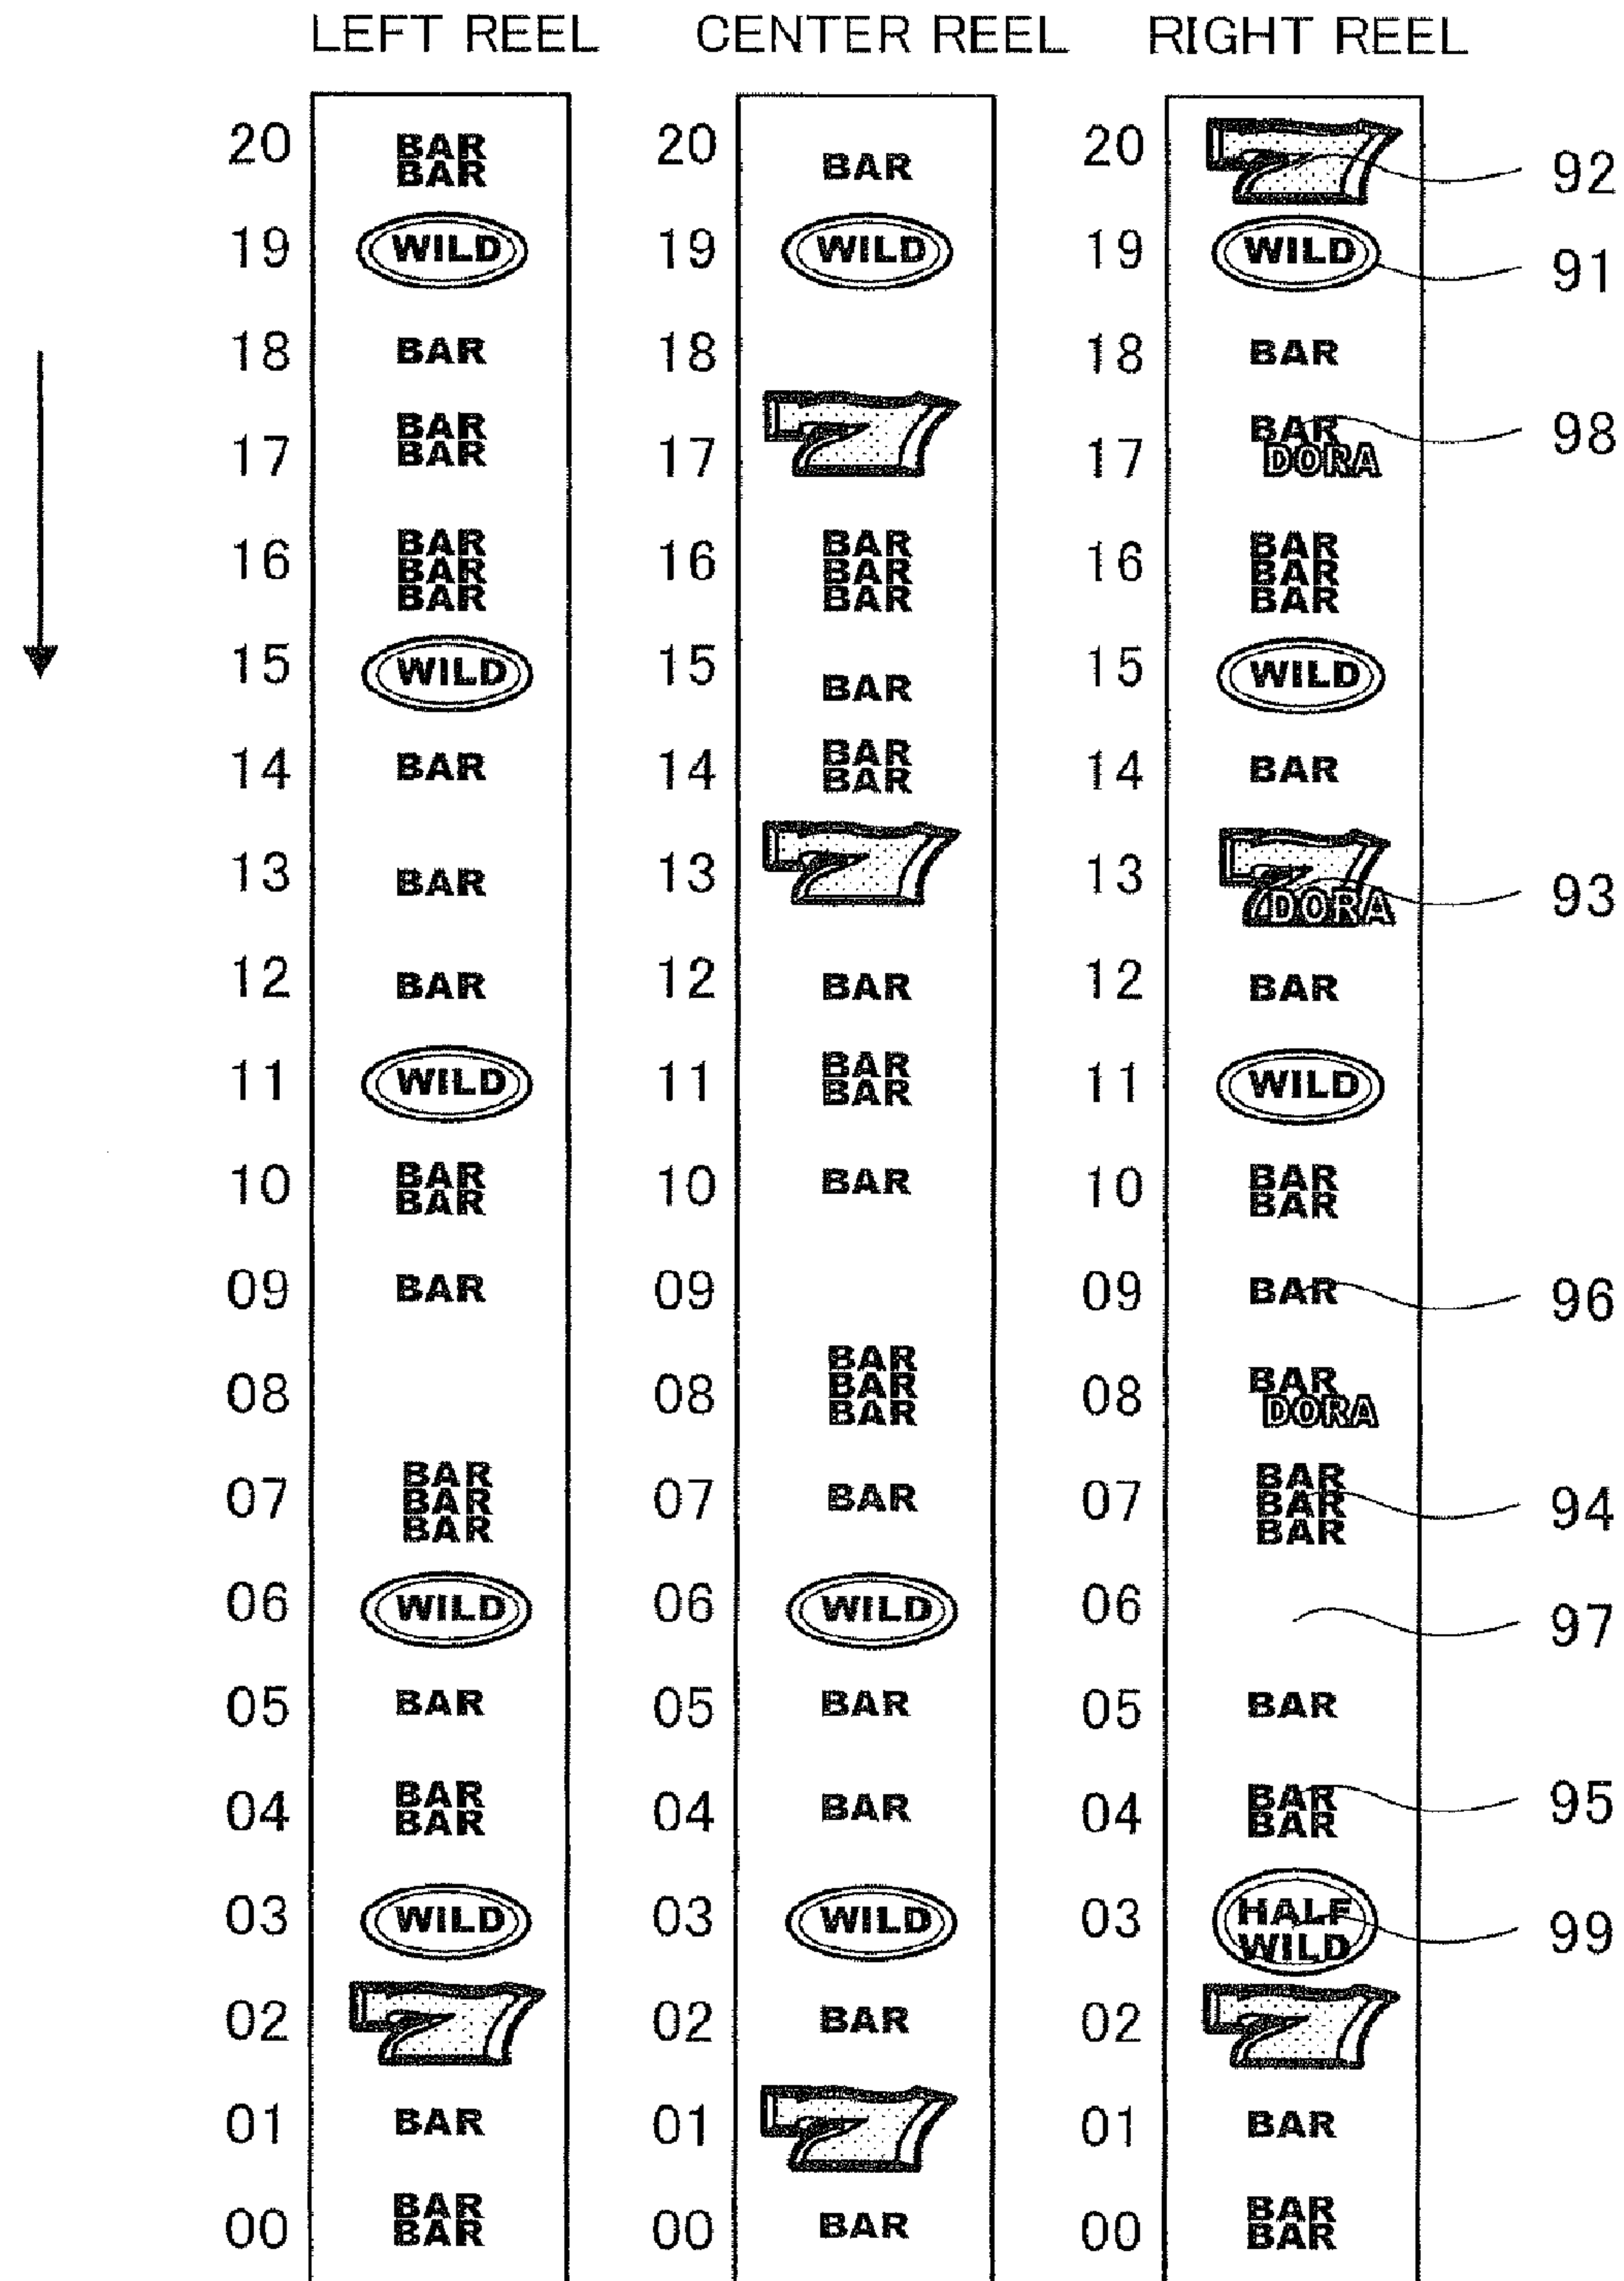 LEFT REEL CENTER REEL RIGHT REEL
20 BAR BAR 20 BAR 20 7 92
19 WILD 19 WILD 19 WILD 91
18 BAR 18 18 BAR
17 BAR BAR 17 7 17 BAR DORA 98
16 BAR BAR BAR 16 BAR BAR BAR 16 BAR BAR BAR
15 WILD 15 BAR 15 WILD
14 BAR 14 BAR BAR 14 BAR
13 BAR 13 7 13 7 DORA 93
12 BAR 12 BAR 12 BAR
11 WILD 11 BAR BAR 11 WILD
10 BAR BAR 10 BAR 10 BAR BAR
09 BAR 09 09 BAR 96
08 08 BAR BAR BAR 08 BAR DORA
07 BAR BAR BAR 07 BAR 07 BAR BAR BAR 94
06 WILD 06 WILD 06 97
05 BAR 05 BAR 05 BAR
04 BAR BAR 04 BAR 04 BAR BAR 95
03 WILD 03 WILD 03 HALF WILD 99
02 7 02 BAR 02 7
01 BAR 01 7 01 BAR
00 BAR BAR 00 BAR 00 BAR BAR